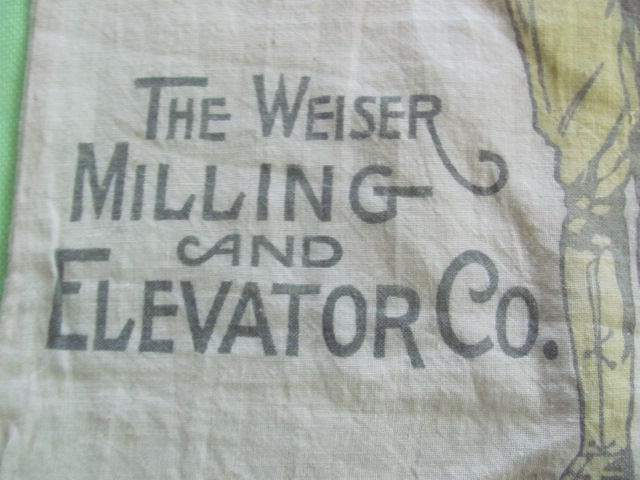 THE WEISER
MILLING
AND
ELEVATOR CO.